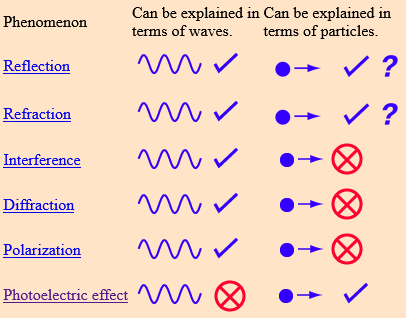 Phenomenon
Can be explained in terms of waves.
Can be explained in terms of particles.
Reflection
?
Refraction
?
Interference
Diffraction
Polarization
Photoelectric effect